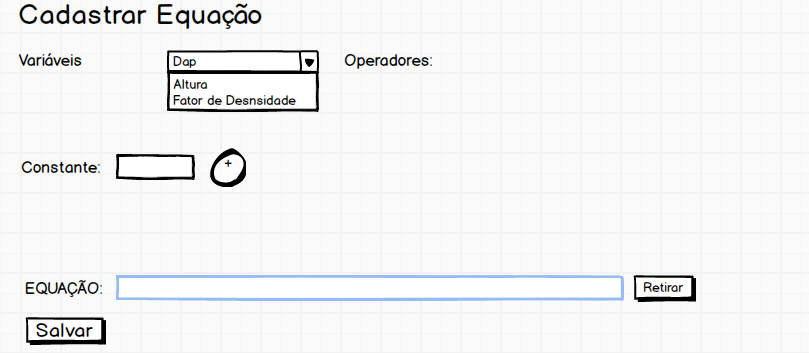 Cadastrar Equação
Variáveis
Dap
Operadores:
Altura
Fator de Desnsidade
Constante:
+
EQUAÇÃO:
Retirar
Salvar